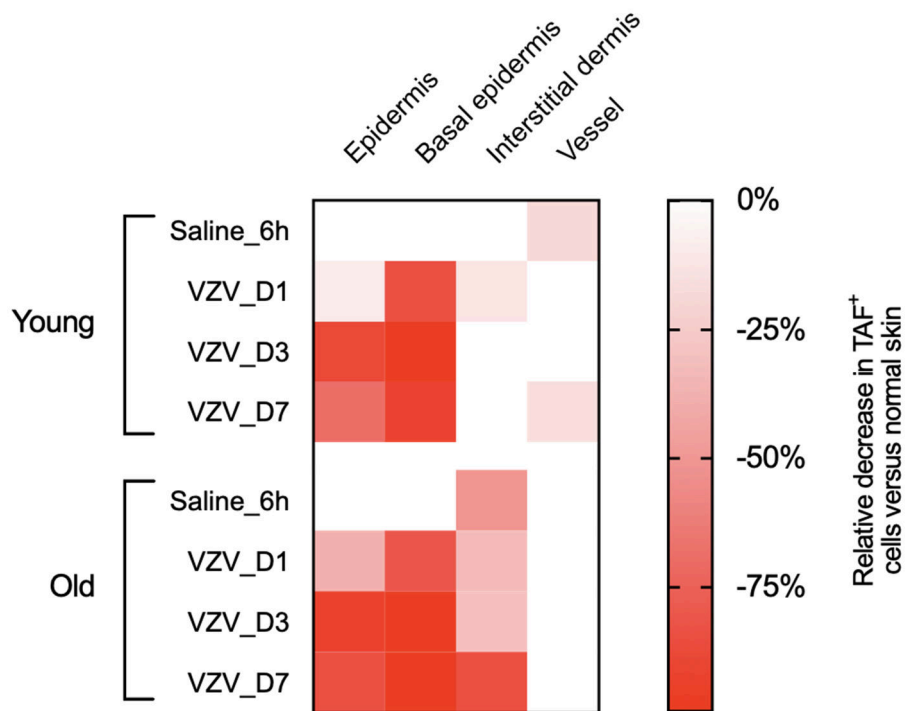 Epidermis
Basal epidermis
Interstitial dermis
Vessel
Young
Saline_6h
VZV_D1
VZV_D3
VZV_D7
Old
Saline_6h
VZV_D1
VZV_D3
VZV_D7
0%
-25%
-50%
-75%
Relative decrease in TAF+
cells versus normal skin